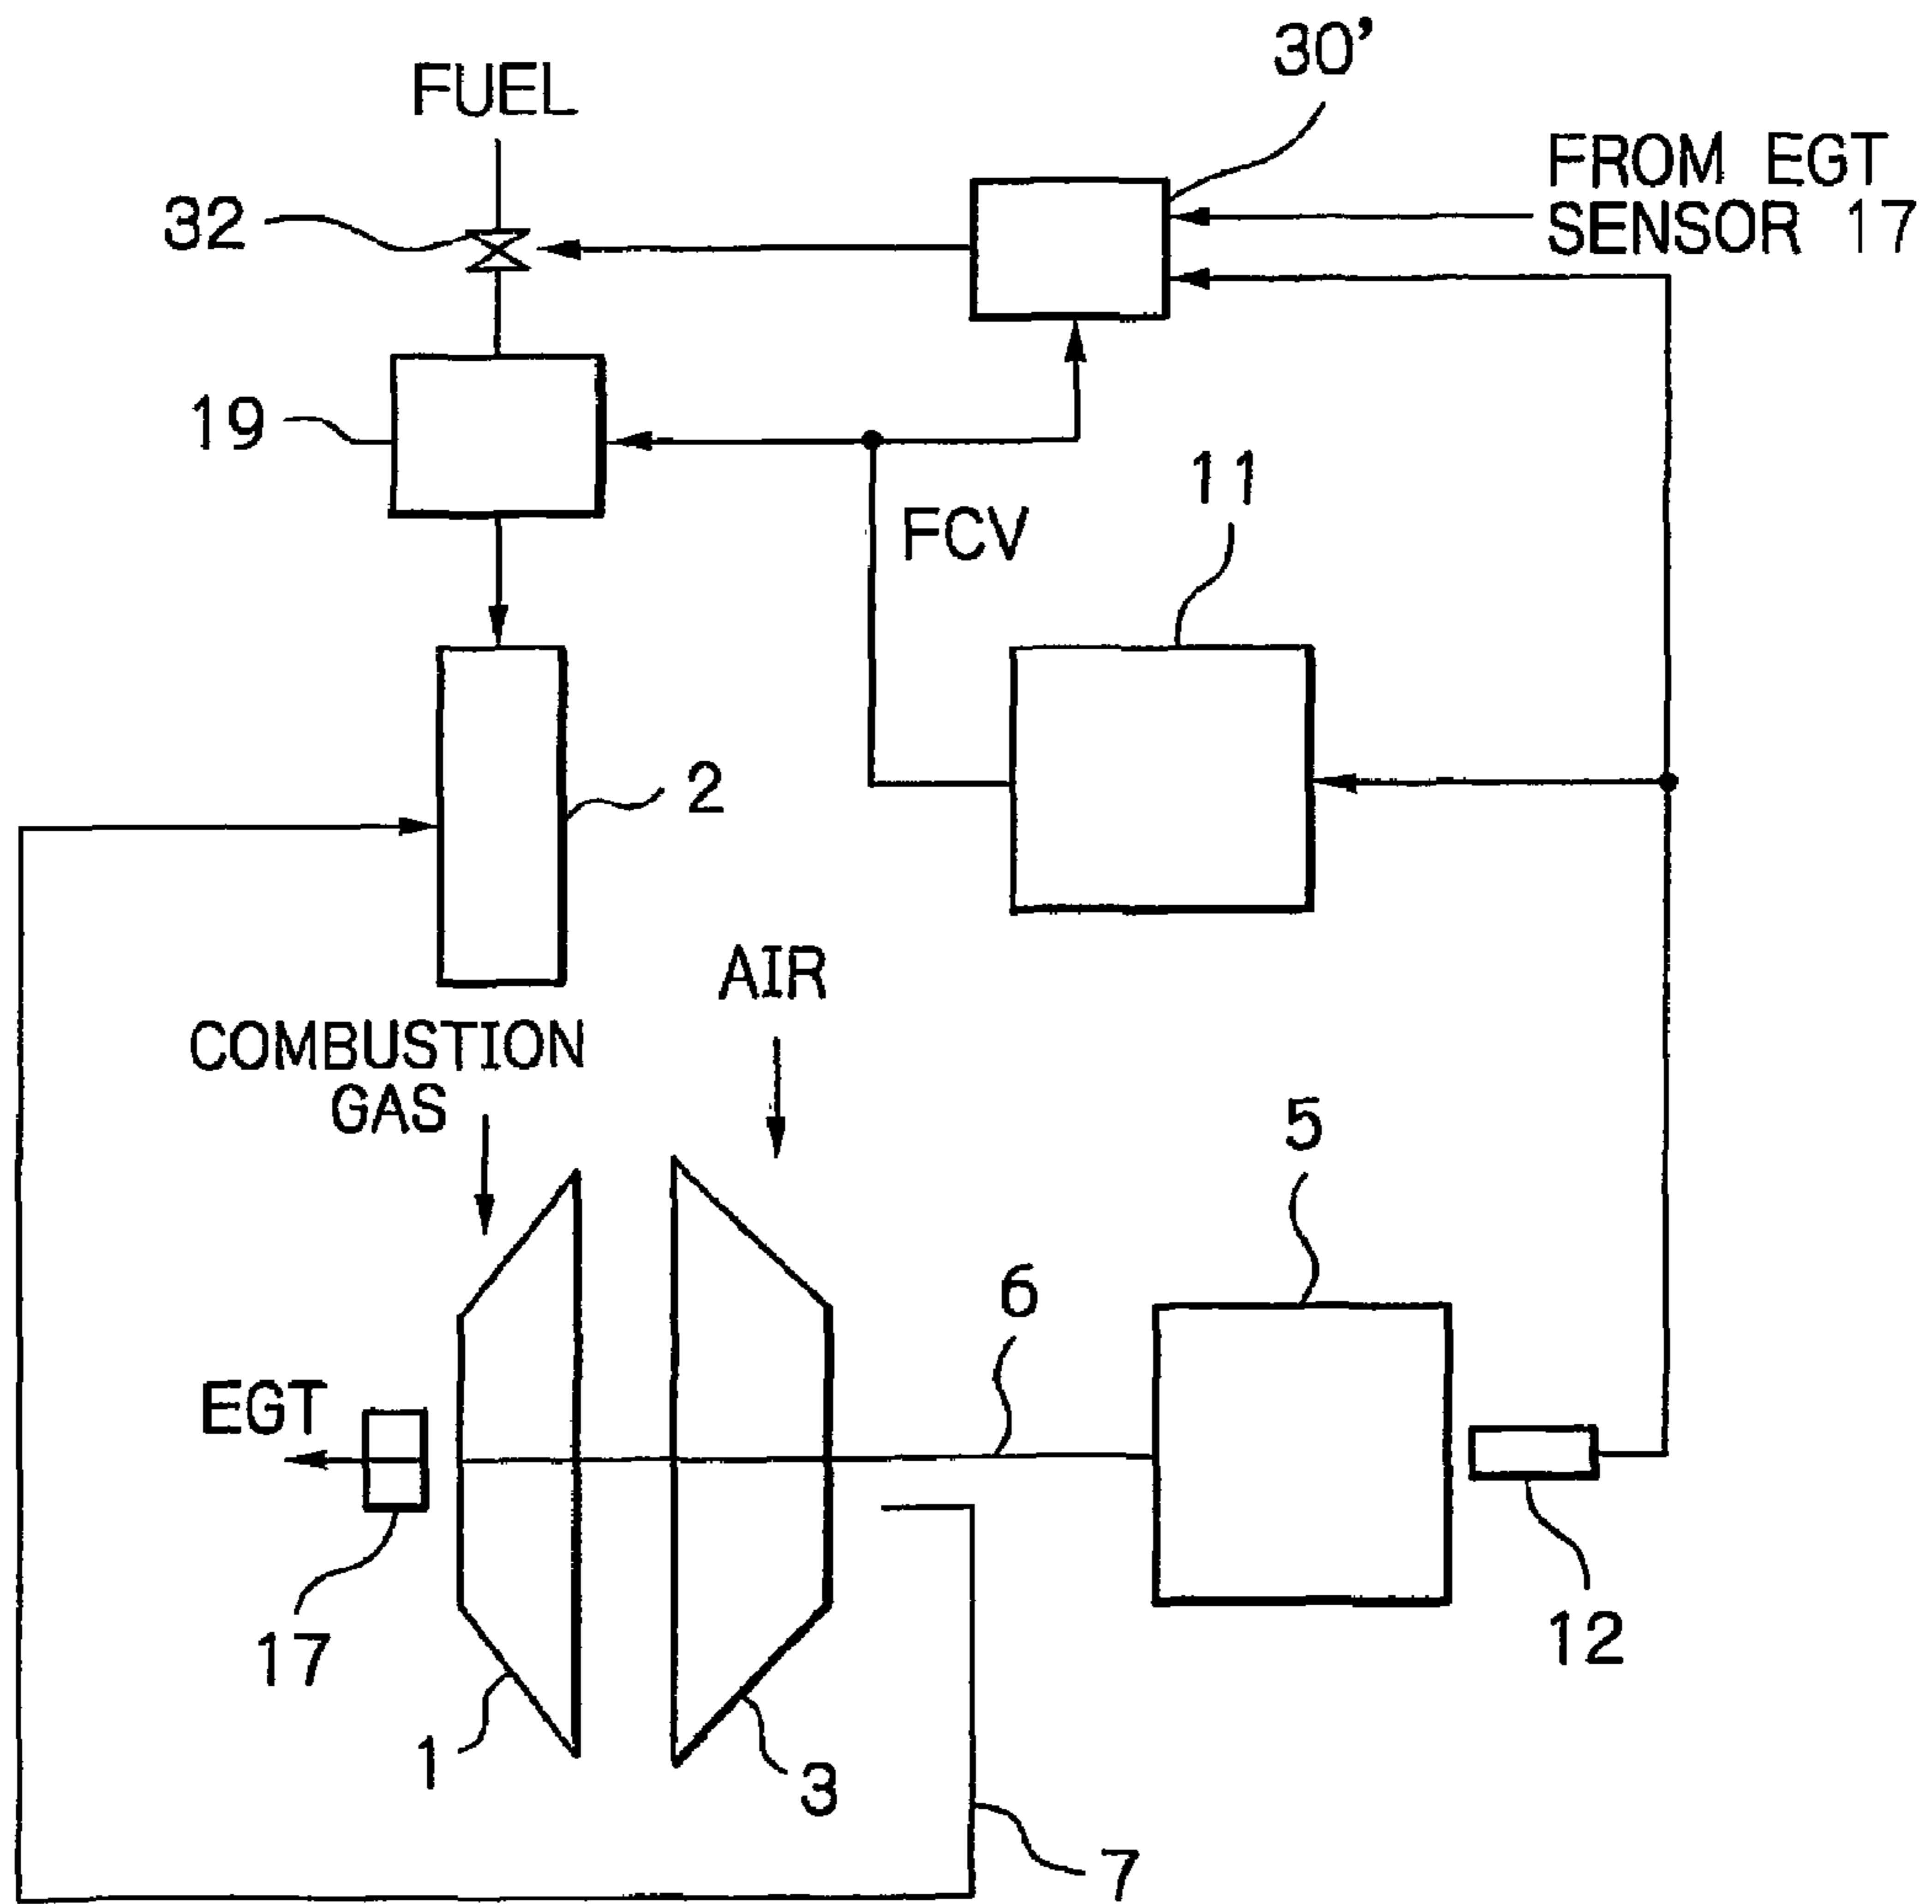 30'
FUEL
FROM EGT
SENSOR 17
32
19
11
FCV
2
AIR
COMBUSTION
GAS
5
6
EGT
12
17
1
3
7